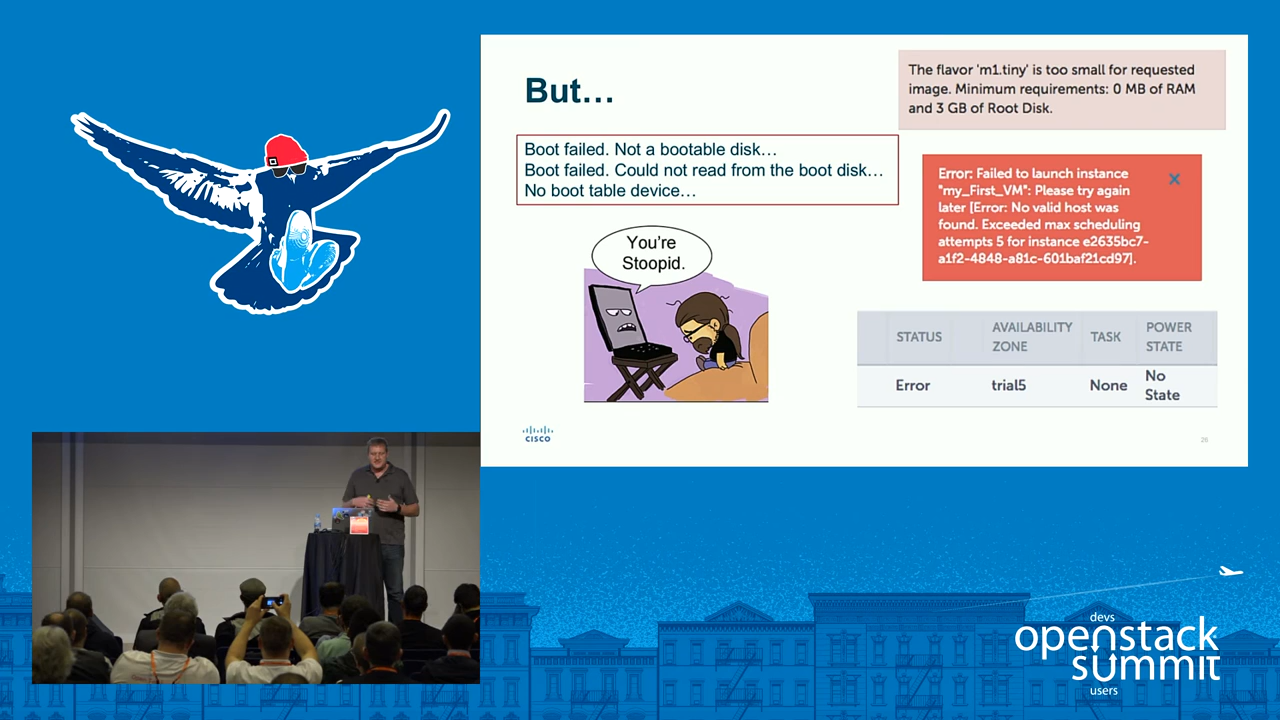 But…
The flavor 'm1.tiny' is too small for requested
image. Minimum requirements: 0 MB of RAM
and 3 GB of Root Disk.
Boot failed. Not a bootable disk…
Boot failed. Could not read from the boot disk…
No boot table device…
Error: Failed to launch instance
"my_First_VM": Please try again
later [Error: No valid host was
found. Exceeded max scheduling
attempts 5 for instance e2635bc7-
a1f2-4848-a81c-601baf21cd97].
You're
Stoopid.
STATUS AVAILABILITY ZONE TASK POWER STATE
Error trial5 None No State
CISCO
26
devs
openstack
summit
users